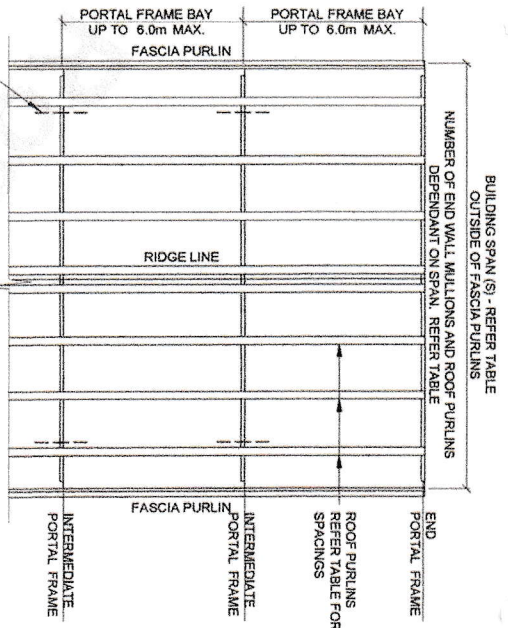 PORTAL FRAME BAY
UP TO 6.0m MAX.
PORTAL FRAME BAY
UP TO 6.0m MAX.
FASCIA PURLIN
BUILDING SPAN (S) - REFER TABLE
OUTSIDE OF FASCIA PURLINS
NUMBER OF END WALL MULLIONS AND ROOF PURLINS
DEPENDANT ON SPAN. REFER TABLE
RIDGE LINE
FASCIA PURLIN
INTERMEDIATE
PORTAL FRAME
INTERMEDIATE
PORTAL FRAME
ROOF PURLINS
REFER TABLE FOR
SPACINGS
END
PORTAL FRAME